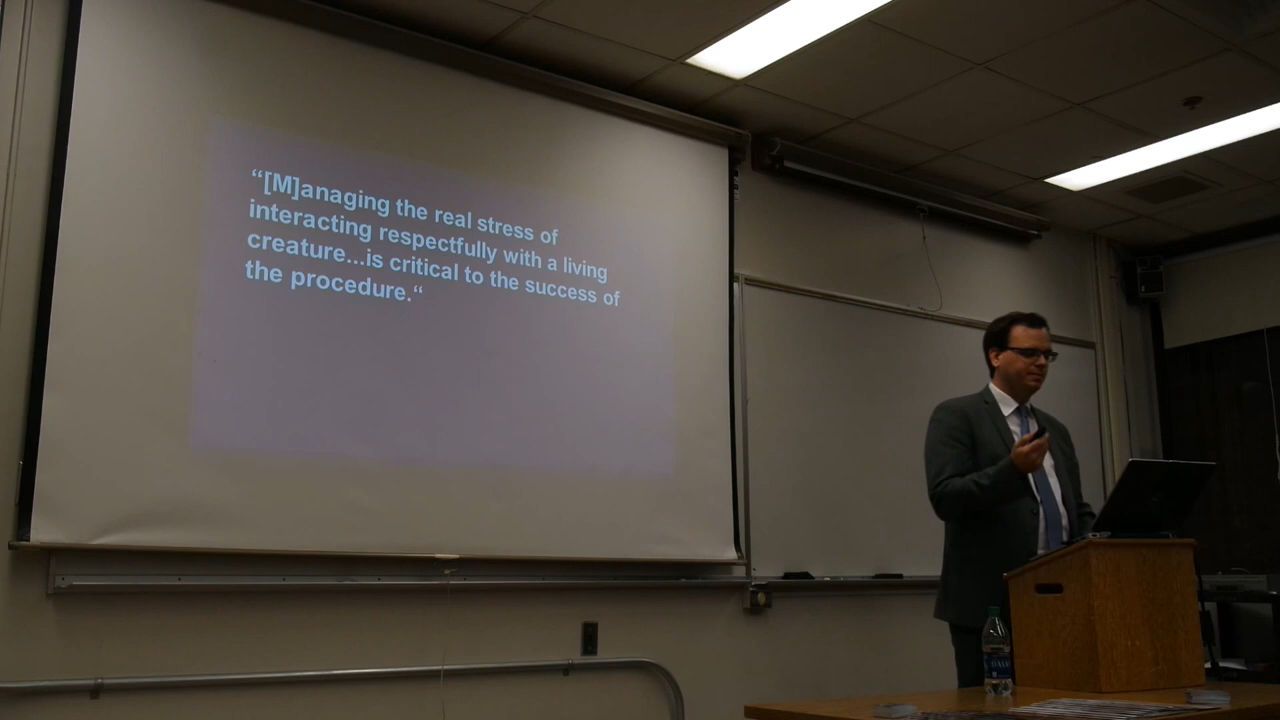 “[M]anaging the real stress of
interacting respectfully with a living
creature...is critical to the success of
the procedure.“